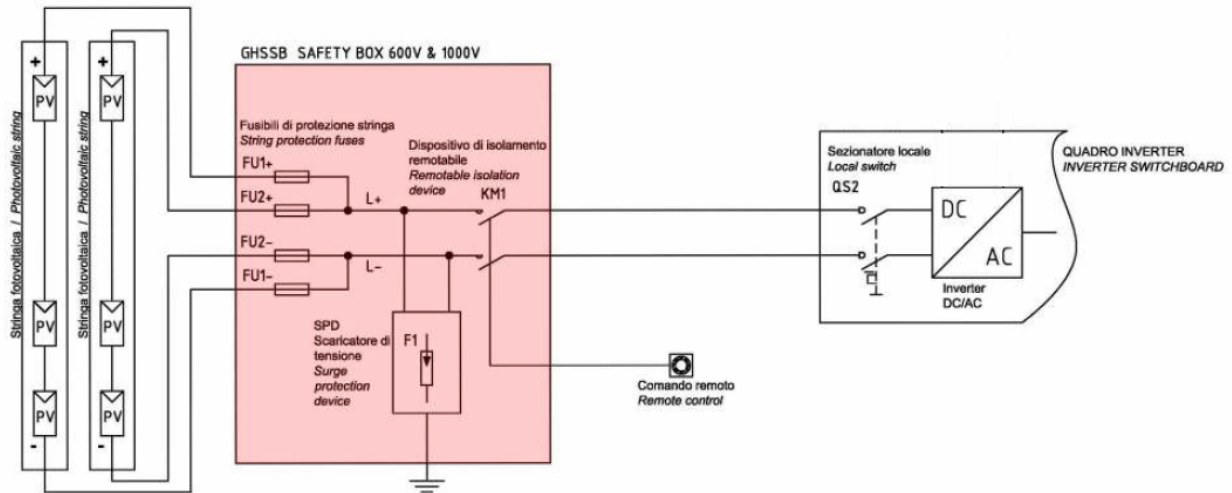 GHSSB SAFETY BOX 600V & 1000V
+
+
PV
PV
PV
PV
PV
PV
-
-
Stringa fotovoltaica / Photovoltaic string
Stringa fotovoltaica / Photovoltaic string
Fusibili di protezione stringa
String protection fuses
FU1+
FU2+
FU2-
FU1-
L+
L-
Dispositivo di isolamento
remotabile
Remotable isolation
device
KM1
SPD
Scaricatore di
tensione
Surge
protection
device
F1
Comando remoto
Remote control
Sezionatore locale
Local switch
QS2
DC
AC
Inverter
DC/AC
QUADRO INVERTER
INVERTER SWITCHBOARD